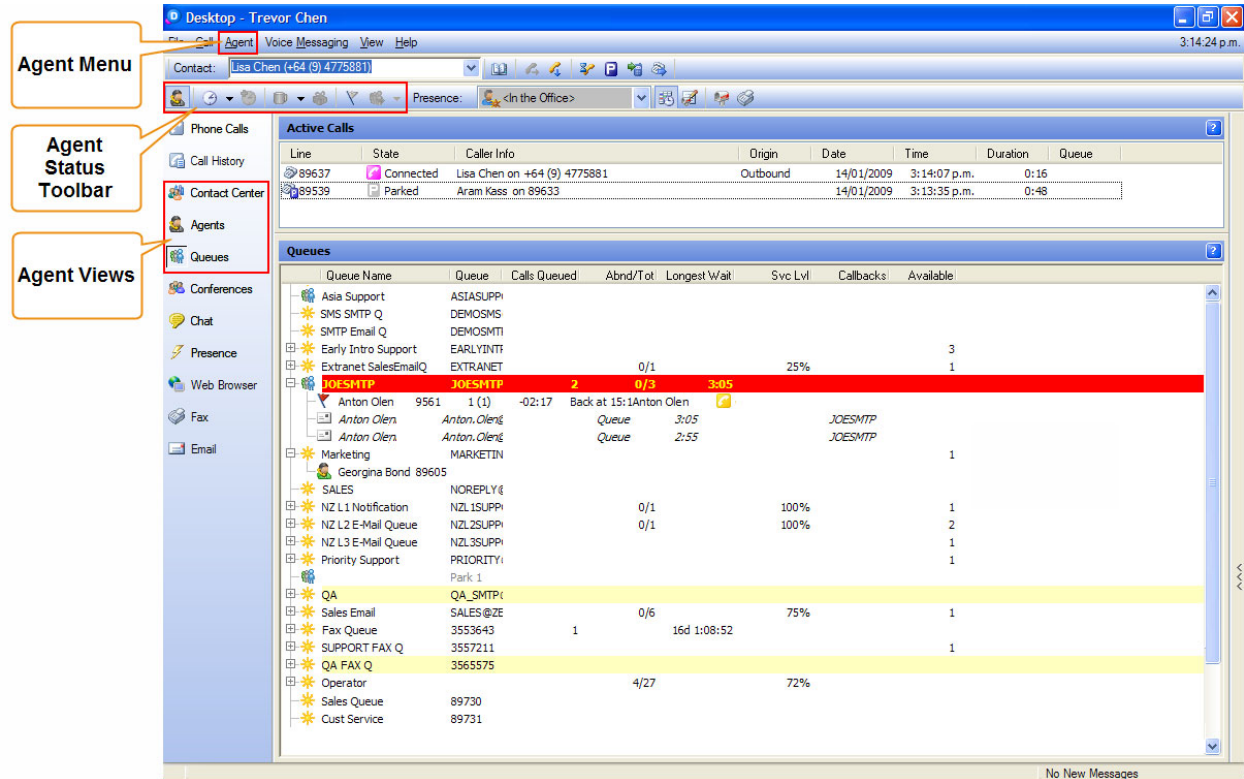 Desktop - Trevor Chen
Agent Menu
File Call Agent Voice Messaging View Help 3:14:24 p.m.
Contact: Lisa Chen (+64 (9) 4775881)
Presence: <In the Office>
Agent Status Toolbar
Agent Views
Phone Calls
Call History
Contact Center
Agents
Queues
Conferences
Chat
Presence
Web Browser
Fax
Email
Active Calls
Line State Caller Info Origin Date Time Duration Queue
89637 Connected Lisa Chen on +64 (9) 4775881 Outbound 14/01/2009 3:14:07 p.m. 0:16
89539 Parked Aram Kass on 89633 14/01/2009 3:13:35 p.m. 0:48
Queues
Queue Name Queue Calls Queued Abnd/Tot Longest Wait Svc Lvl Callbacks Available
Asia Support ASIASUPP
SMS SMTP Q DEMOSMS
SMTP Email Q DEMOSMTI
Early Intro Support EARLYINTF 3
Extranet SalesEmailQ EXTRANET 0/1 25% 1
JOESMTP JOESMTP 2 0/3 3:05
Anton Olen 9561 1 (1) -02:17 Back at 15:1Anton Olen
Anton Olen Anton.Olen@ Queue 3:05 JOESMTP
Anton Olen Anton.Olen@ Queue 2:55 JOESMTP
Marketing MARKETIN 1
Georgina Bond 89605
SALES NOREPLY@
NZ L1 Notification NZL1SUPP 0/1 100% 1
NZ L2 E-Mail Queue NZL2SUPP 0/1 100% 2
NZ L3 E-Mail Queue NZL3SUPP 1
Priority Support PRIORITY 1
Park 1
QA QA_SMTP
Sales Email SALES@ZE 0/6 75% 1
Fax Queue 3553643 1 16d 1:08:52
SUPPORT FAX Q 3557211 1
QA FAX Q 3565575
Operator 4/27 72%
Sales Queue 89730
Cust Service 89731
No New Messages